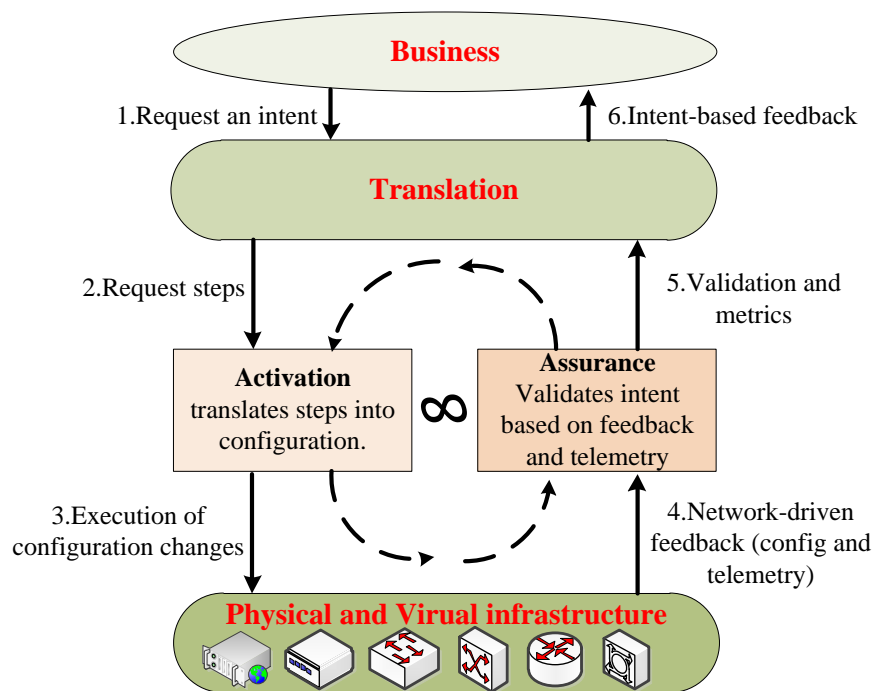 Business
1.Request an intent
6.Intent-based feedback
Translation
2.Request steps
5.Validation and
metrics
Activation
translates steps into
configuration.
∞
Assurance
Validates intent
based on feedback
and telemetry
3.Execution of
configuration changes
4.Network-driven
feedback (config and
telemetry)
Physical and Virual infrastructure